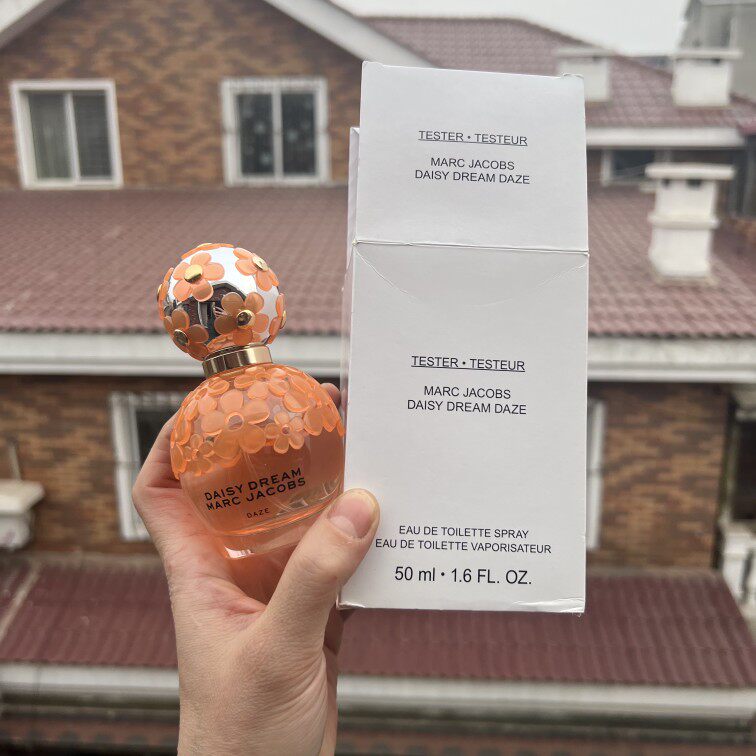 TESTER • TESTEUR
MARC JACOBS
DAISY DREAM DAZE
TESTER • TESTEUR
MARC JACOBS
DAISY DREAM DAZE
EAU DE TOILETTE SPRAY
EAU DE TOILETTE VAPORISATEUR
50 ml • 1.6 FL. OZ.
DAISY DREAM
MARC JACOBS
DAZE